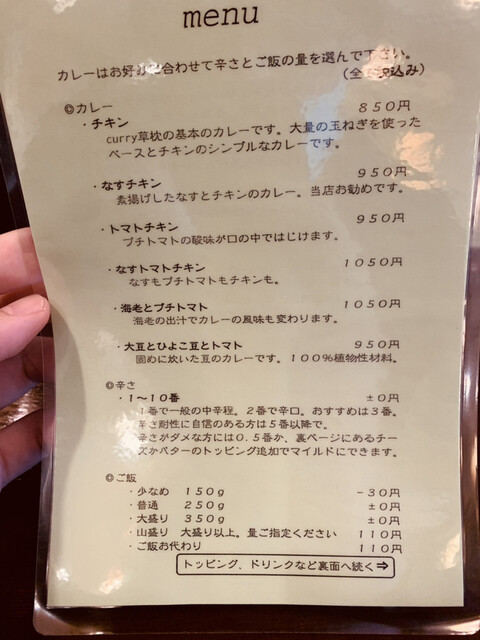 menu
カレーはお好みに合わせて辛さとご飯の量を選んで下さい。
(全て税込み)
◎カレー
・チキン 850円
curry草枕の基本のカレーです。大量の玉ねぎを使った
ベースとチキンのシンプルなカレーです。
・なすチキン 950円
素揚げしたなすとチキンのカレー。当店お勧めです。
・トマトチキン 950円
プチトマトの酸味が口の中ではじけます。
・なすトマトチキン 1050円
なすもプチトマトもチキンも。
・海老とプチトマト 1050円
海老の出汁でカレーの風味も変わります。
・大豆とひよこ豆とトマト 950円
固めに炊いた豆のカレーです。100%植物性材料。
◎辛さ
・1〜10番 ±0円
1番で一般の中辛程。2番で辛口。おすすめは3番。
辛さ耐性に自信のある方は5番以降で。
辛さがダメな方には0.5番か、裏ページにあるチー
ズかバターのトッピング追加でマイルドにできます。
◎ご飯
・少なめ 150g −30円
・普通 250g ±0円
・大盛り 350g ±0円
・山盛り 大盛り以上。量ご指定ください 110円
・ご飯お代わり 110円
トッピング、ドリンクなど裏面へ続く⇒